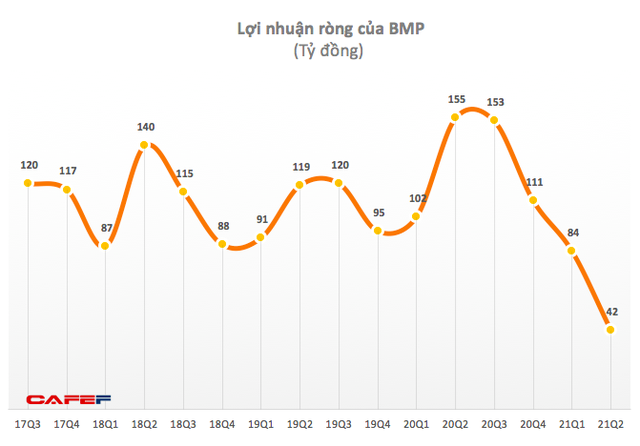 Lợi nhuận ròng của BMP
(Tỷ đồng)
120 117 87 140 115 88 91 119 120 95 102 155 153 111 84 42
CAFEF
17Q3 17Q4 18Q1 18Q2 18Q3 18Q4 19Q1 19Q2 19Q3 19Q4 20Q1 20Q2 20Q3 20Q4 21Q1 21Q2